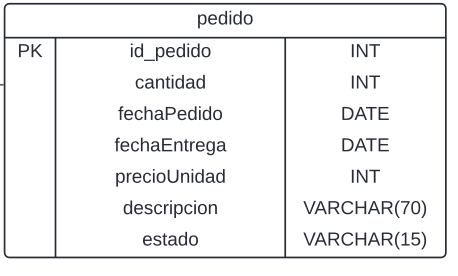 pedido
PK id_pedido INT
cantidad INT
fechaPedido DATE
fechaEntrega DATE
precioUnidad INT
descripcion VARCHAR(70)
estado VARCHAR(15)